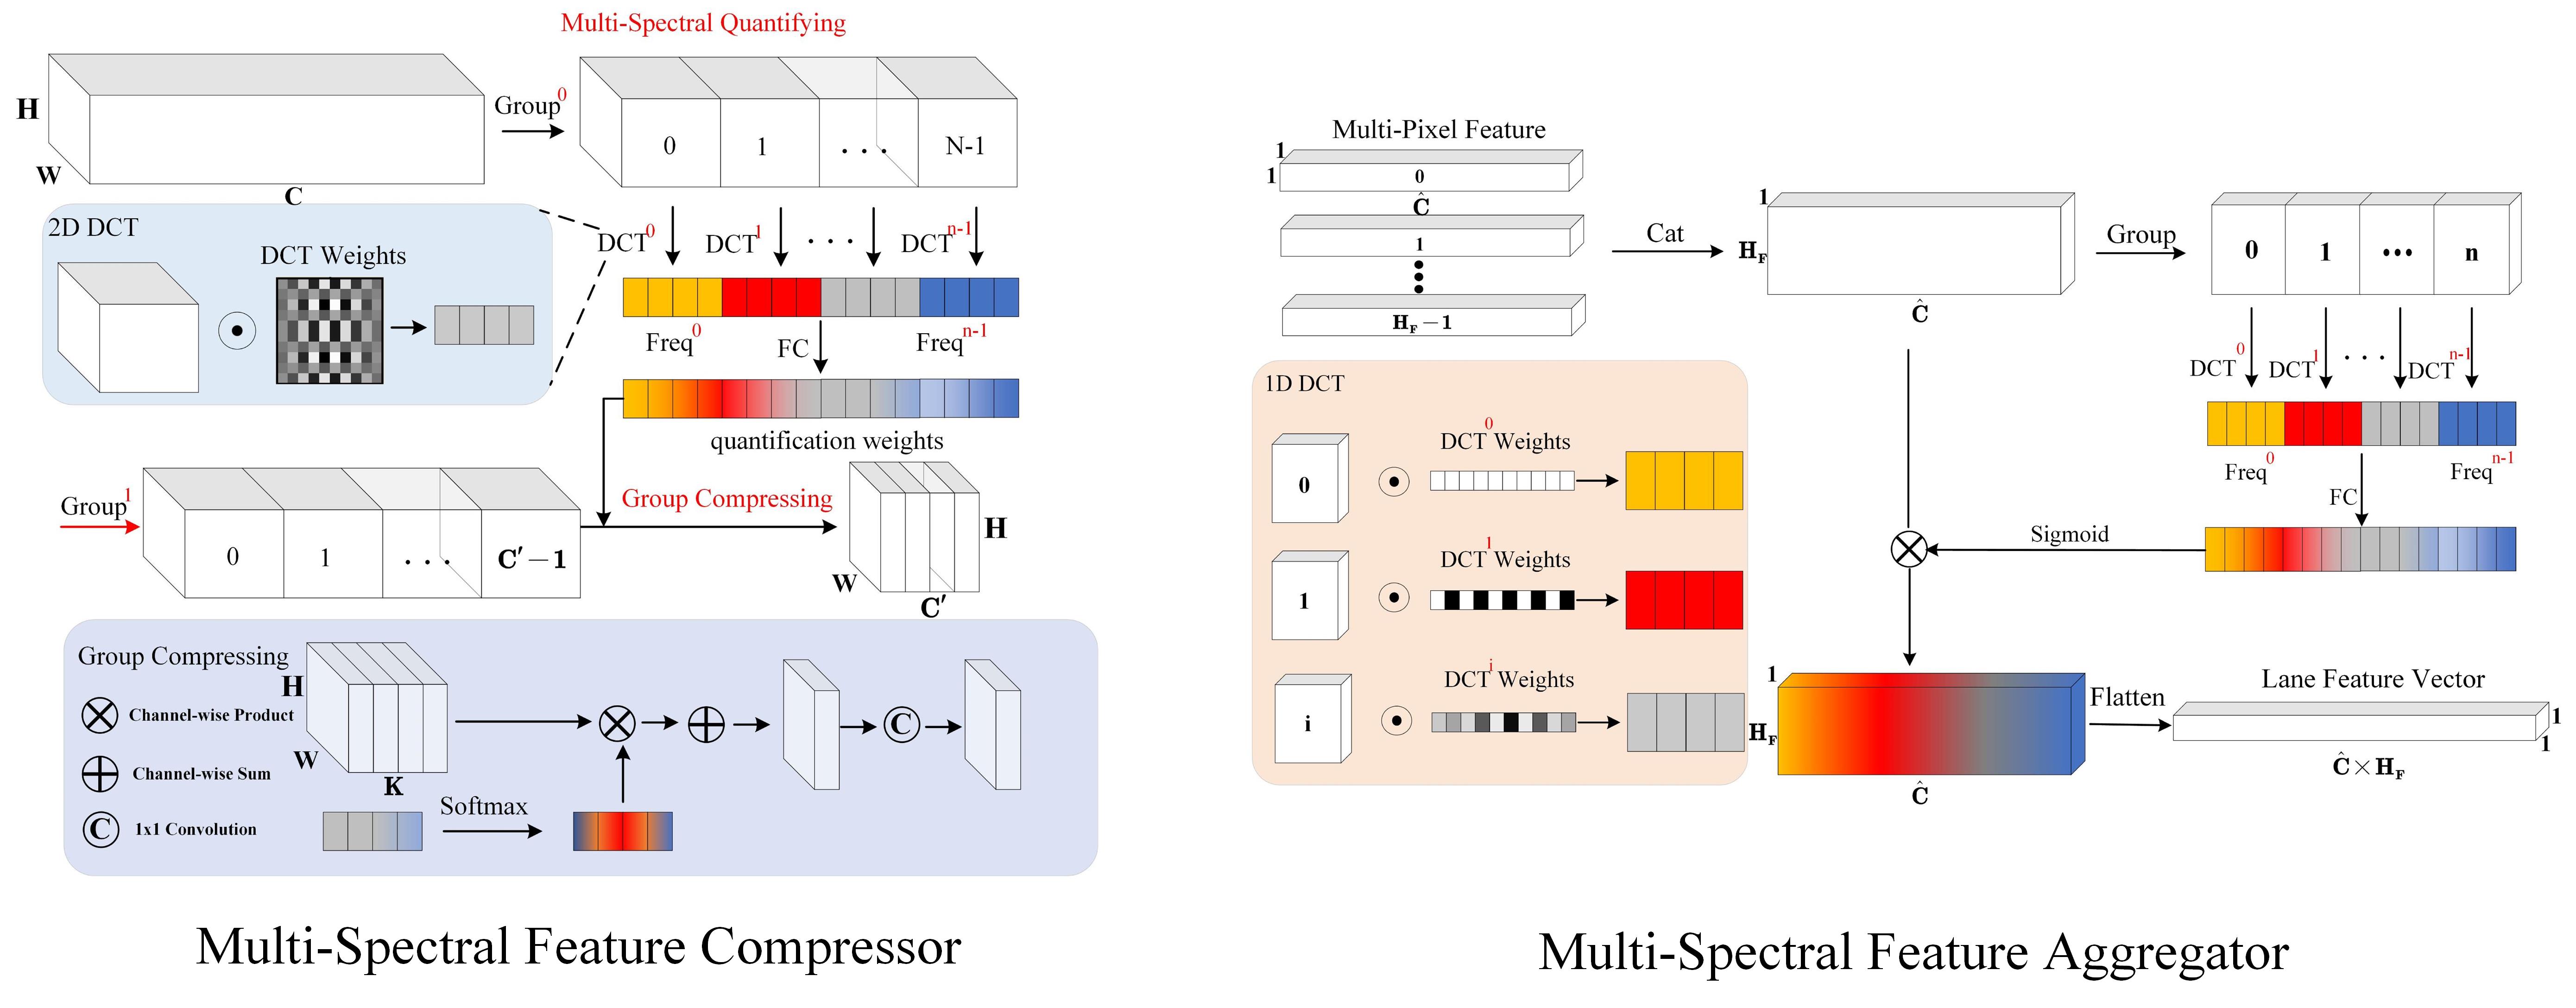 Multi-Spectral Quantifying
H
W
C
Group^0
0
1
. . .
N-1
2D DCT
DCT Weights
DCT^0
DCT^1
. . .
DCT^n-1
Freq^0
FC
Freq^n-1
quantification weights
Group^1
0
1
. . .
C′−1
Group Compressing
H
W
C′
Group Compressing
H
W
K
Channel-wise Product
Channel-wise Sum
C 1x1 Convolution
Softmax
C
Multi-Spectral Feature Compressor
Multi-Pixel Feature
1
1
0
Ĉ
1
H_F−1
Cat
1
H_F
Ĉ
Group
0
1
...
n
DCT^0
DCT^1
. . .
DCT^n-1
Freq^0
Freq^n-1
FC
Sigmoid
1D DCT
0
DCT^0 Weights
1
DCT^1 Weights
i
DCT^i Weights
1
H_F
Ĉ
Flatten
Lane Feature Vector
1
1
Ĉ×H_F
Multi-Spectral Feature Aggregator